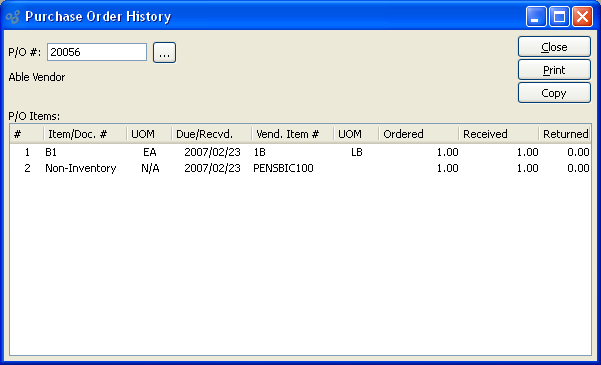 Purchase Order History
P/O #: 20056 ...
Close
Able Vendor
Print
Copy
P/O Items:
# Item/Doc. # UOM Due/Recvd. Vend. Item # UOM Ordered Received Returned
1 B1 EA 2007/02/23 1B LB 1.00 1.00 0.00
2 Non-Inventory N/A 2007/02/23 PENSBIC100 1.00 1.00 0.00